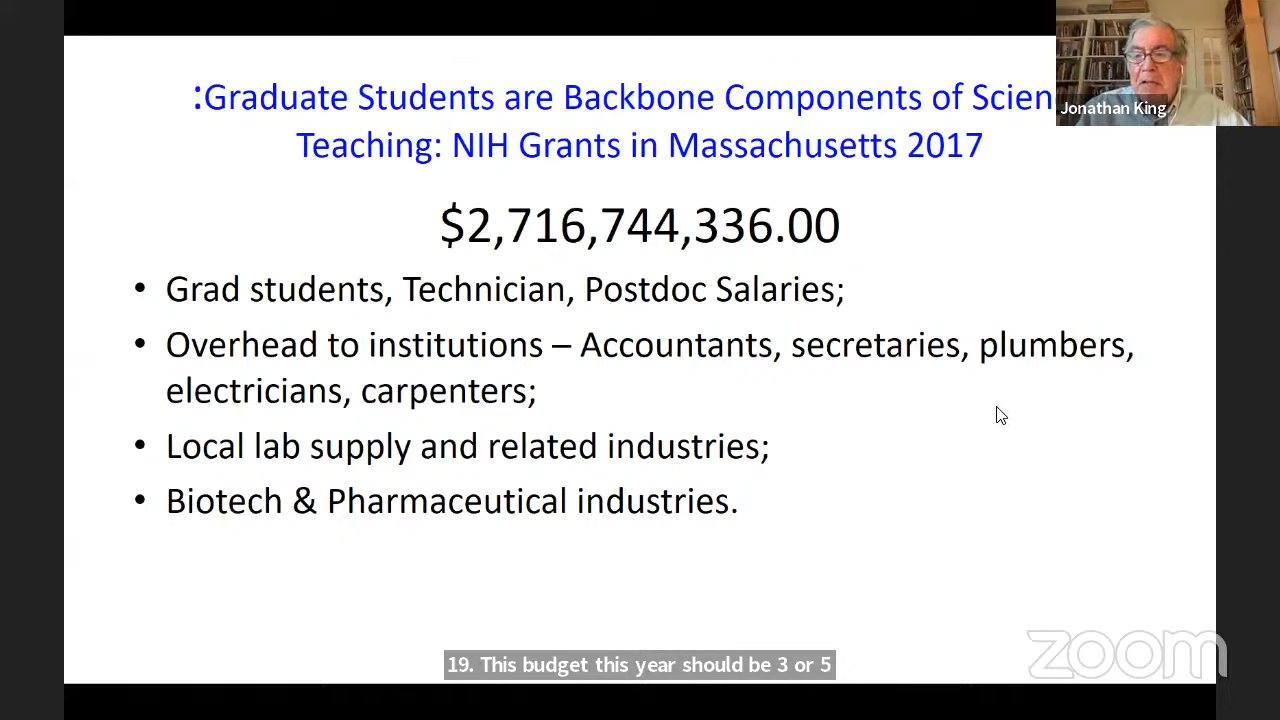 :Graduate Students are Backbone Components of Scien
Teaching: NIH Grants in Massachusetts 2017
Jonathan King
$2,716,744,336.00
• Grad students, Technician, Postdoc Salaries;
• Overhead to institutions – Accountants, secretaries, plumbers,
electricians, carpenters;
• Local lab supply and related industries;
• Biotech & Pharmaceutical industries.
zoom
19. This budget this year should be 3 or 5